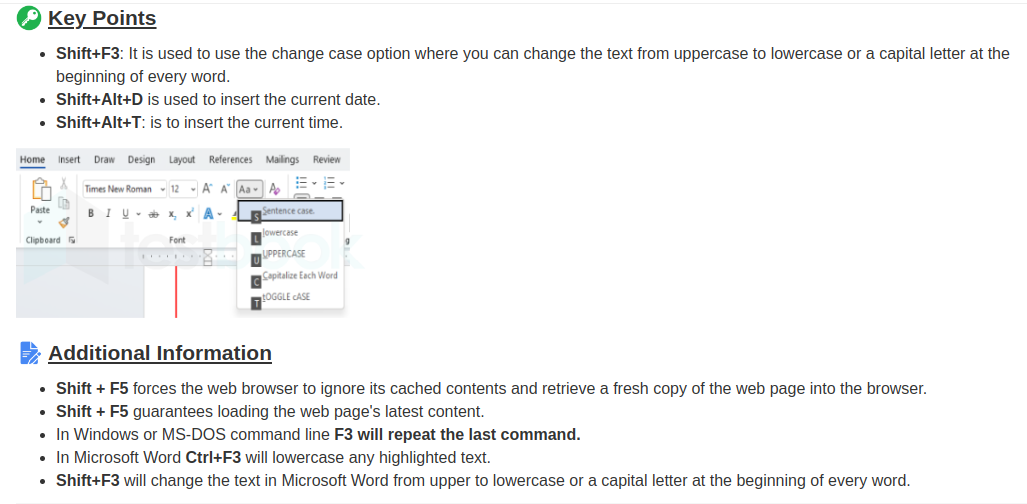 Key Points
Shift+F3: It is used to use the change case option where you can change the text from uppercase to lowercase or a capital letter at the
beginning of every word.
Shift+Alt+D is used to insert the current date.
Shift+Alt+T: is to insert the current time.
Home Insert Draw Design Layout References Mailings Review
Times New Roman 12 A A Aa A
Paste B I U ab x x A
S Sentence case.
L lowercase
Clipboard Font
U UPPERCASE
C Capitalize Each Word
T tOGGLE cASE
testbook
Additional Information
Shift + F5 forces the web browser to ignore its cached contents and retrieve a fresh copy of the web page into the browser.
Shift + F5 guarantees loading the web page's latest content.
In Windows or MS-DOS command line F3 will repeat the last command.
In Microsoft Word Ctrl+F3 will lowercase any highlighted text.
Shift+F3 will change the text in Microsoft Word from upper to lowercase or a capital letter at the beginning of every word.